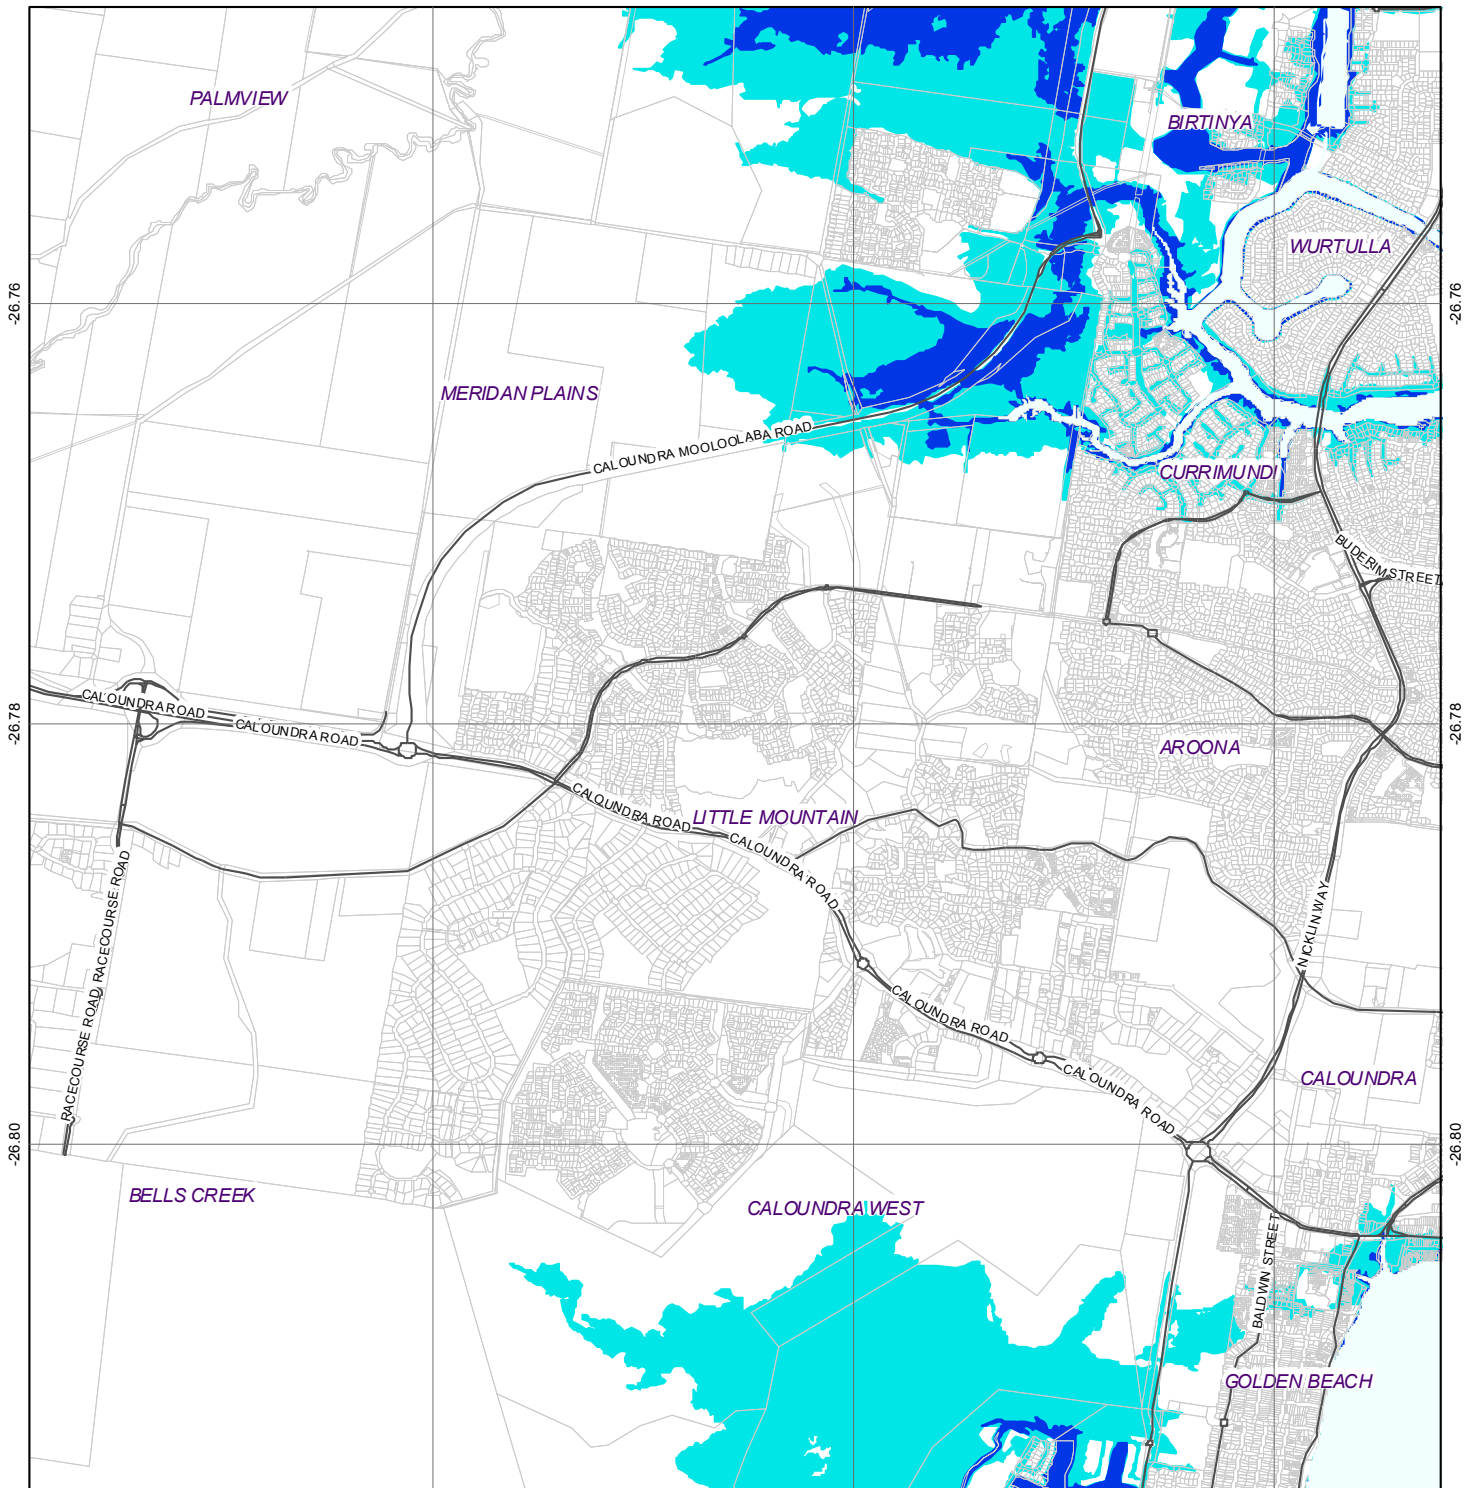 PALMVIEW
BIRTINYA
WURTULLA
-26.76
-26.76
MERIDAN PLAINS
CALOUNDRA MOOLOOLABA ROAD
CURRIMUNDI
BUDERIM STREET
CALOUNDRA ROAD
CALOUNDRA ROAD
-26.78
-26.78
AROONA
CALOUNDRA ROAD
LITTLE MOUNTAIN
CALOUNDRA ROAD
RACECOURSE ROAD
RACECOURSE ROAD
NICKLIN WAY
CALOUNDRA ROAD
CALOUNDRA ROAD
CALOUNDRA
-26.80
-26.80
BELLS CREEK
CALOUNDRA WEST
BALDWIN STREET
GOLDEN BEACH